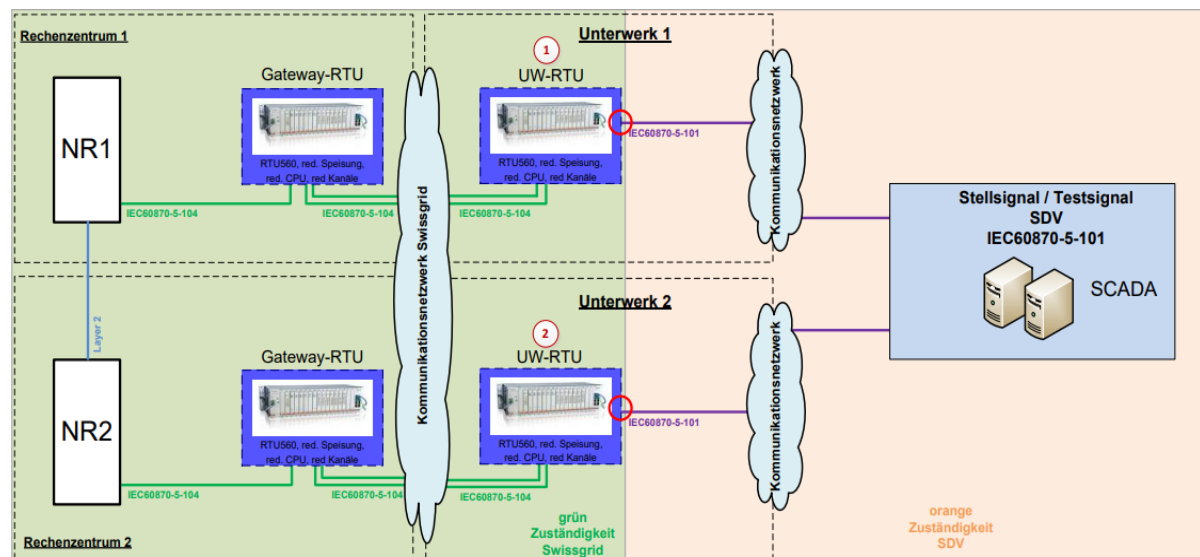 Rechenzentrum 1
Unterwerk 1
1
Gateway-RTU
UW-RTU
NR1
RTU560, red. Speisung,
red. CPU, red Kanäle
RTU560, red. Speisung,
red. CPU, red Kanäle
IEC60870-5-104
IEC60870-5-104
IEC60870-5-104
IEC60870-5-101
Kommunikationsnetzwerk
Kommunikationsnetzwerk Swissgrid
Stellsignal / Testsignal
SDV
IEC60870-5-101
SCADA
Layer 2
Unterwerk 2
2
Gateway-RTU
UW-RTU
NR2
RTU560, red. Speisung,
red. CPU, red Kanäle
RTU560, red. Speisung,
red. CPU, red Kanäle
IEC60870-5-104
IEC60870-5-104
IEC60870-5-104
IEC60870-5-101
Kommunikationsnetzwerk
Rechenzentrum 2
grün
Zuständigkeit
Swissgrid
orange
Zuständigkeit
SDV